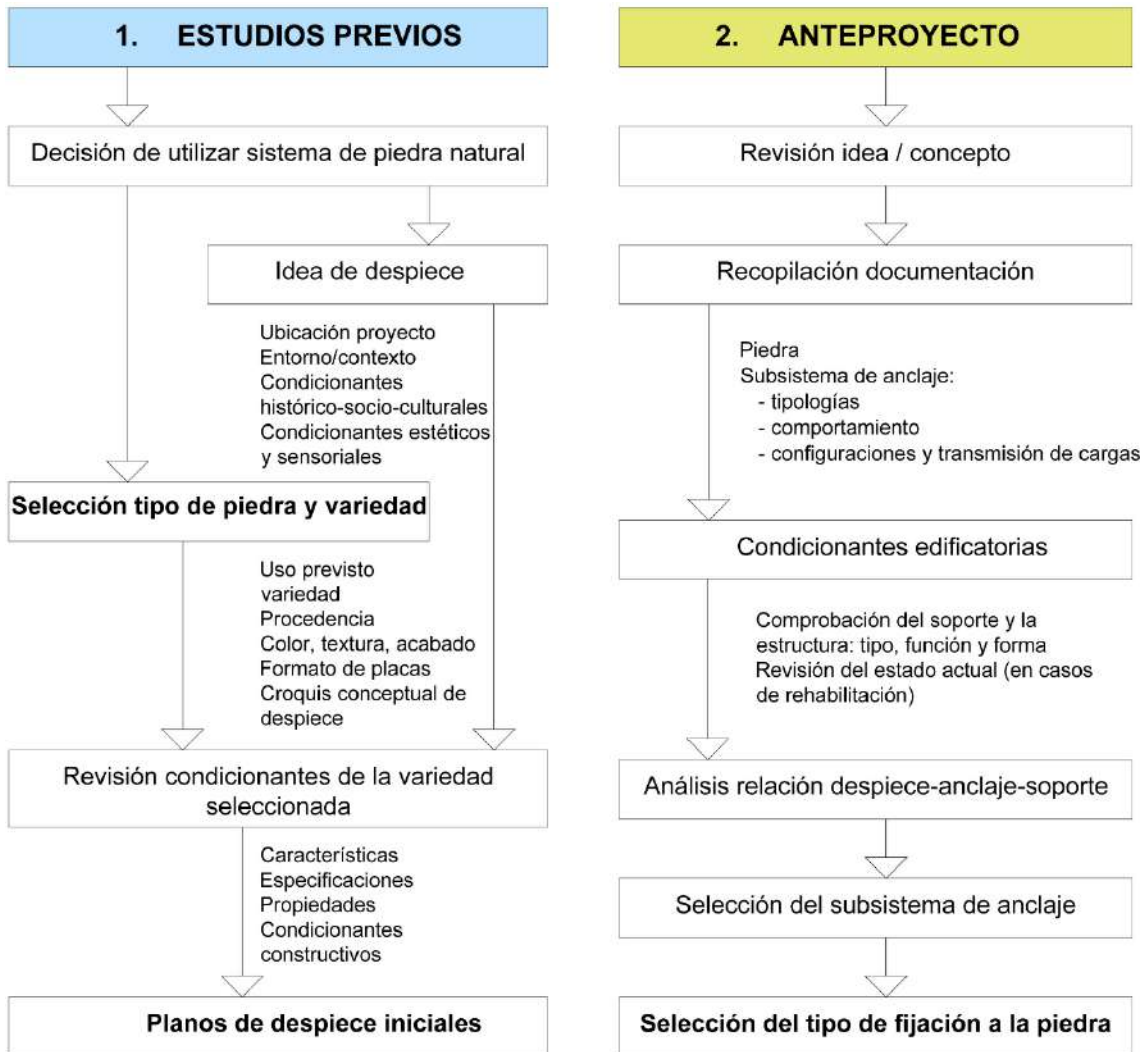 1. ESTUDIOS PREVIOS
Decisión de utilizar sistema de piedra natural
Idea de despiece
Ubicación proyecto
Entorno/contexto
Condicionantes
histórico-socio-culturales
Condicionantes estéticos
y sensoriales
Selección tipo de piedra y variedad
Uso previsto
variedad
Procedencia
Color, textura, acabado
Formato de placas
Croquis conceptual de
despiece
Revisión condicionantes de la variedad
seleccionada
Características
Especificaciones
Propiedades
Condicionantes
constructivos
Planos de despiece iniciales
2. ANTEPROYECTO
Revisión idea / concepto
Recopilación documentación
Piedra
Subsistema de anclaje:
- tipologías
- comportamiento
- configuraciones y transmisión de cargas
Condicionantes edificatorias
Comprobación del soporte y la
estructura: tipo, función y forma
Revisión del estado actual (en casos
de rehabilitación)
Análisis relación despiece-anclaje-soporte
Selección del subsistema de anclaje
Selección del tipo de fijación a la piedra